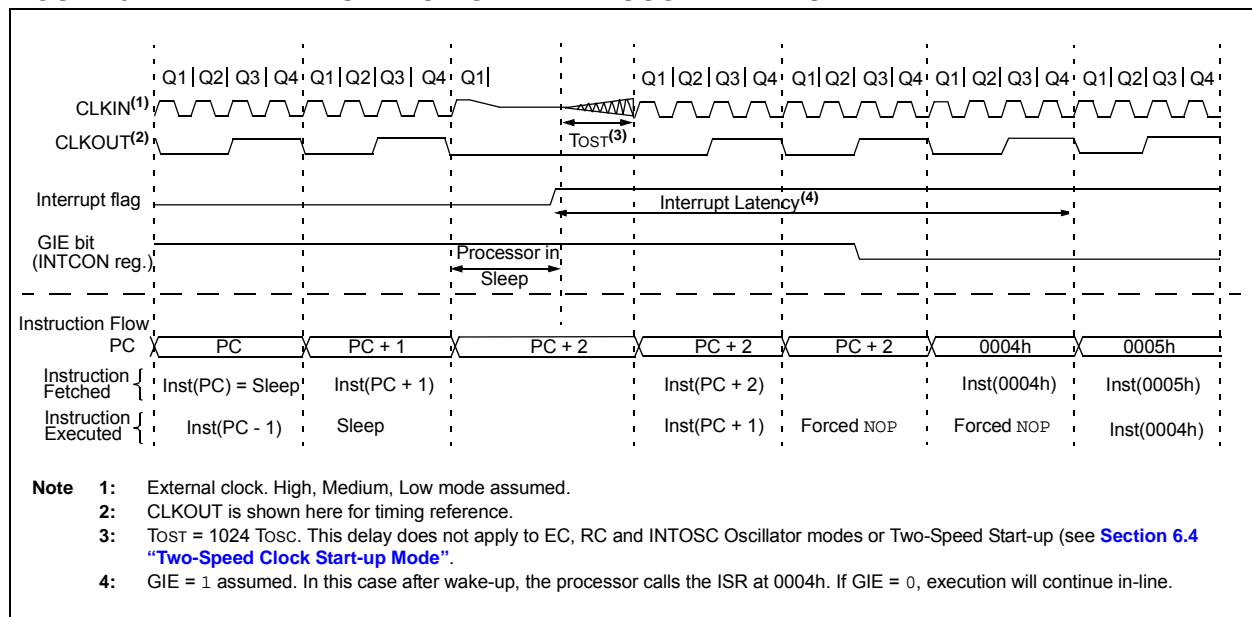 Q1 Q2 Q3 Q4 Q1 Q2 Q3 Q4 Q1 Q1 Q2 Q3 Q4 Q1 Q2 Q3 Q4 Q1 Q2 Q3 Q4 Q1 Q2 Q3 Q4
CLKIN(1)
CLKOUT(2) TOST(3)
Interrupt flag Interrupt Latency(4)
GIE bit
(INTCON reg.) Processor in
Sleep
Instruction Flow
PC PC PC + 1 PC + 2 PC + 2 PC + 2 0004h 0005h
Instruction
Fetched Inst(PC) = Sleep Inst(PC + 1) Inst(PC + 2) Inst(0004h) Inst(0005h)
Instruction
Executed Inst(PC - 1) Sleep Inst(PC + 1) Forced NOP Forced NOP Inst(0004h)
Note 1: External clock. High, Medium, Low mode assumed.
2: CLKOUT is shown here for timing reference.
3: TOST = 1024 TOSC. This delay does not apply to EC, RC and INTOSC Oscillator modes or Two-Speed Start-up (see Section 6.4
“Two-Speed Clock Start-up Mode”.
4: GIE = 1 assumed. In this case after wake-up, the processor calls the ISR at 0004h. If GIE = 0, execution will continue in-line.